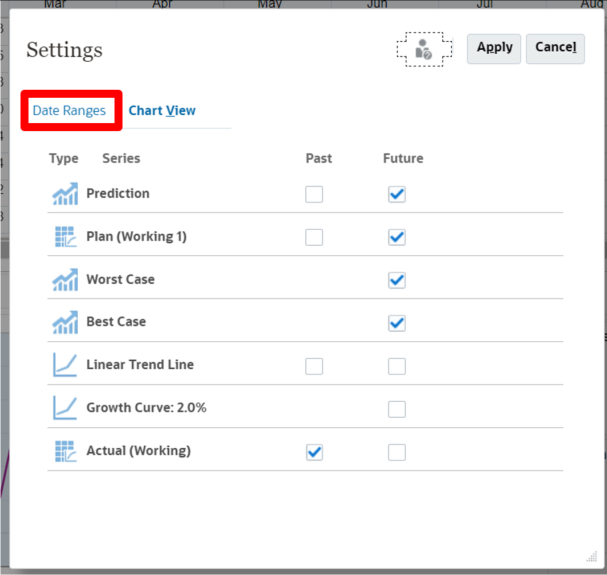 Mar Apr May Jun Jul Aug
Settings
Apply Cancel
Date Ranges Chart View
Type Series Past Future
Prediction
Plan (Working 1)
Worst Case
Best Case
Linear Trend Line
Growth Curve: 2.0%
Actual (Working)